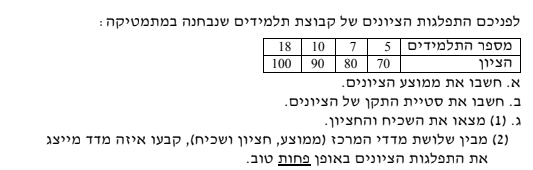 לפניכם התפלגות הציונים של קבוצת תלמידים שנבחנה במתמטיקה:
מספר התלמידים 5 7 10 18
הציון 70 80 90 100
א. חשבו את ממוצע הציונים.
ב. חשבו את סטיית התקן של הציונים.
ג. (1) מצאו את השכיח והחציון.
(2) מבין שלושת מדדי המרכז (ממוצע, חציון ושכיח), קבעו איזה מדד מייצג
את התפלגות הציונים באופן פחות טוב.